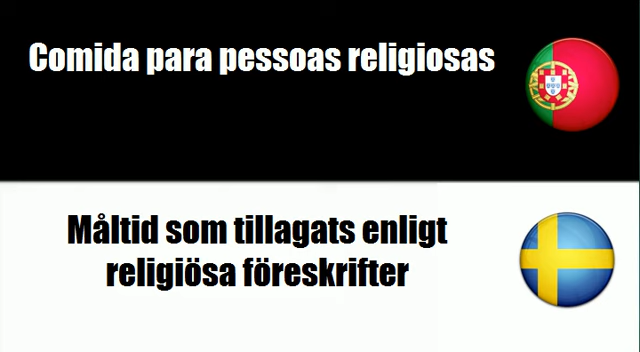 Comida para pessoas religiosas
Måltid som tillagats enligt
religiösa föreskrifter